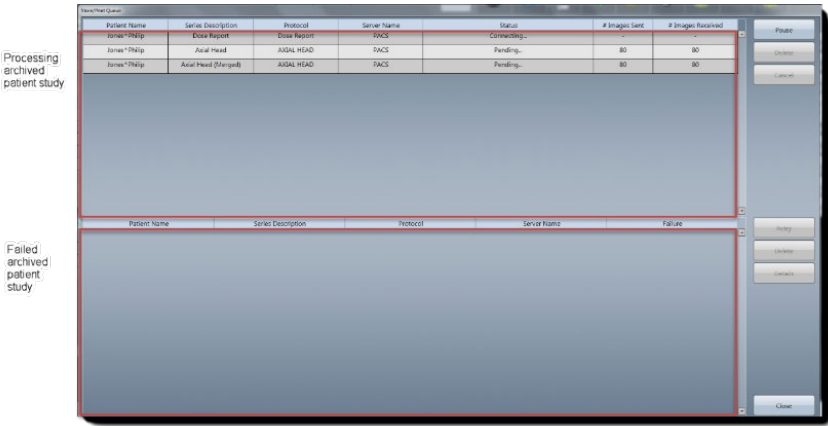 Store/Print Queue
Patient Name Series Description Protocol Server Name Status # Images Sent # Images Received
Jones^Philip Dose Report Dose Report PACS Connecting... - -
Jones^Philip Axial Head AXIAL HEAD PACS Pending... 80 80
Jones^Philip Axial Head (Merged) AXIAL HEAD PACS Pending... 80 80
Pause
Delete
Cancel
Processing
archived
patient study
Patient Name Series Description Protocol Server Name Failure
Retry
Delete
Details
Failed
archived
patient
study
Close